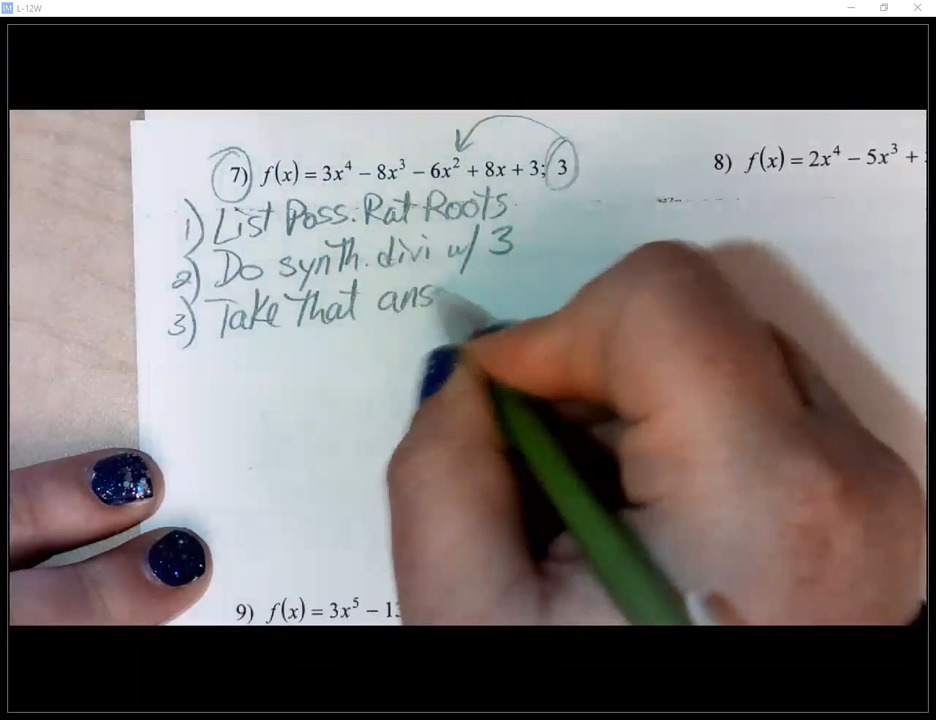 L-12W
7) f(x) = 3x⁴ − 8x³ − 6x² + 8x + 3; 3
8) f(x) = 2x⁴ − 5x³ +
1) List Poss. Rat Roots
2) Do synth. divi w/ 3
3) Take that ans
9) f(x) = 3x⁵ − 1